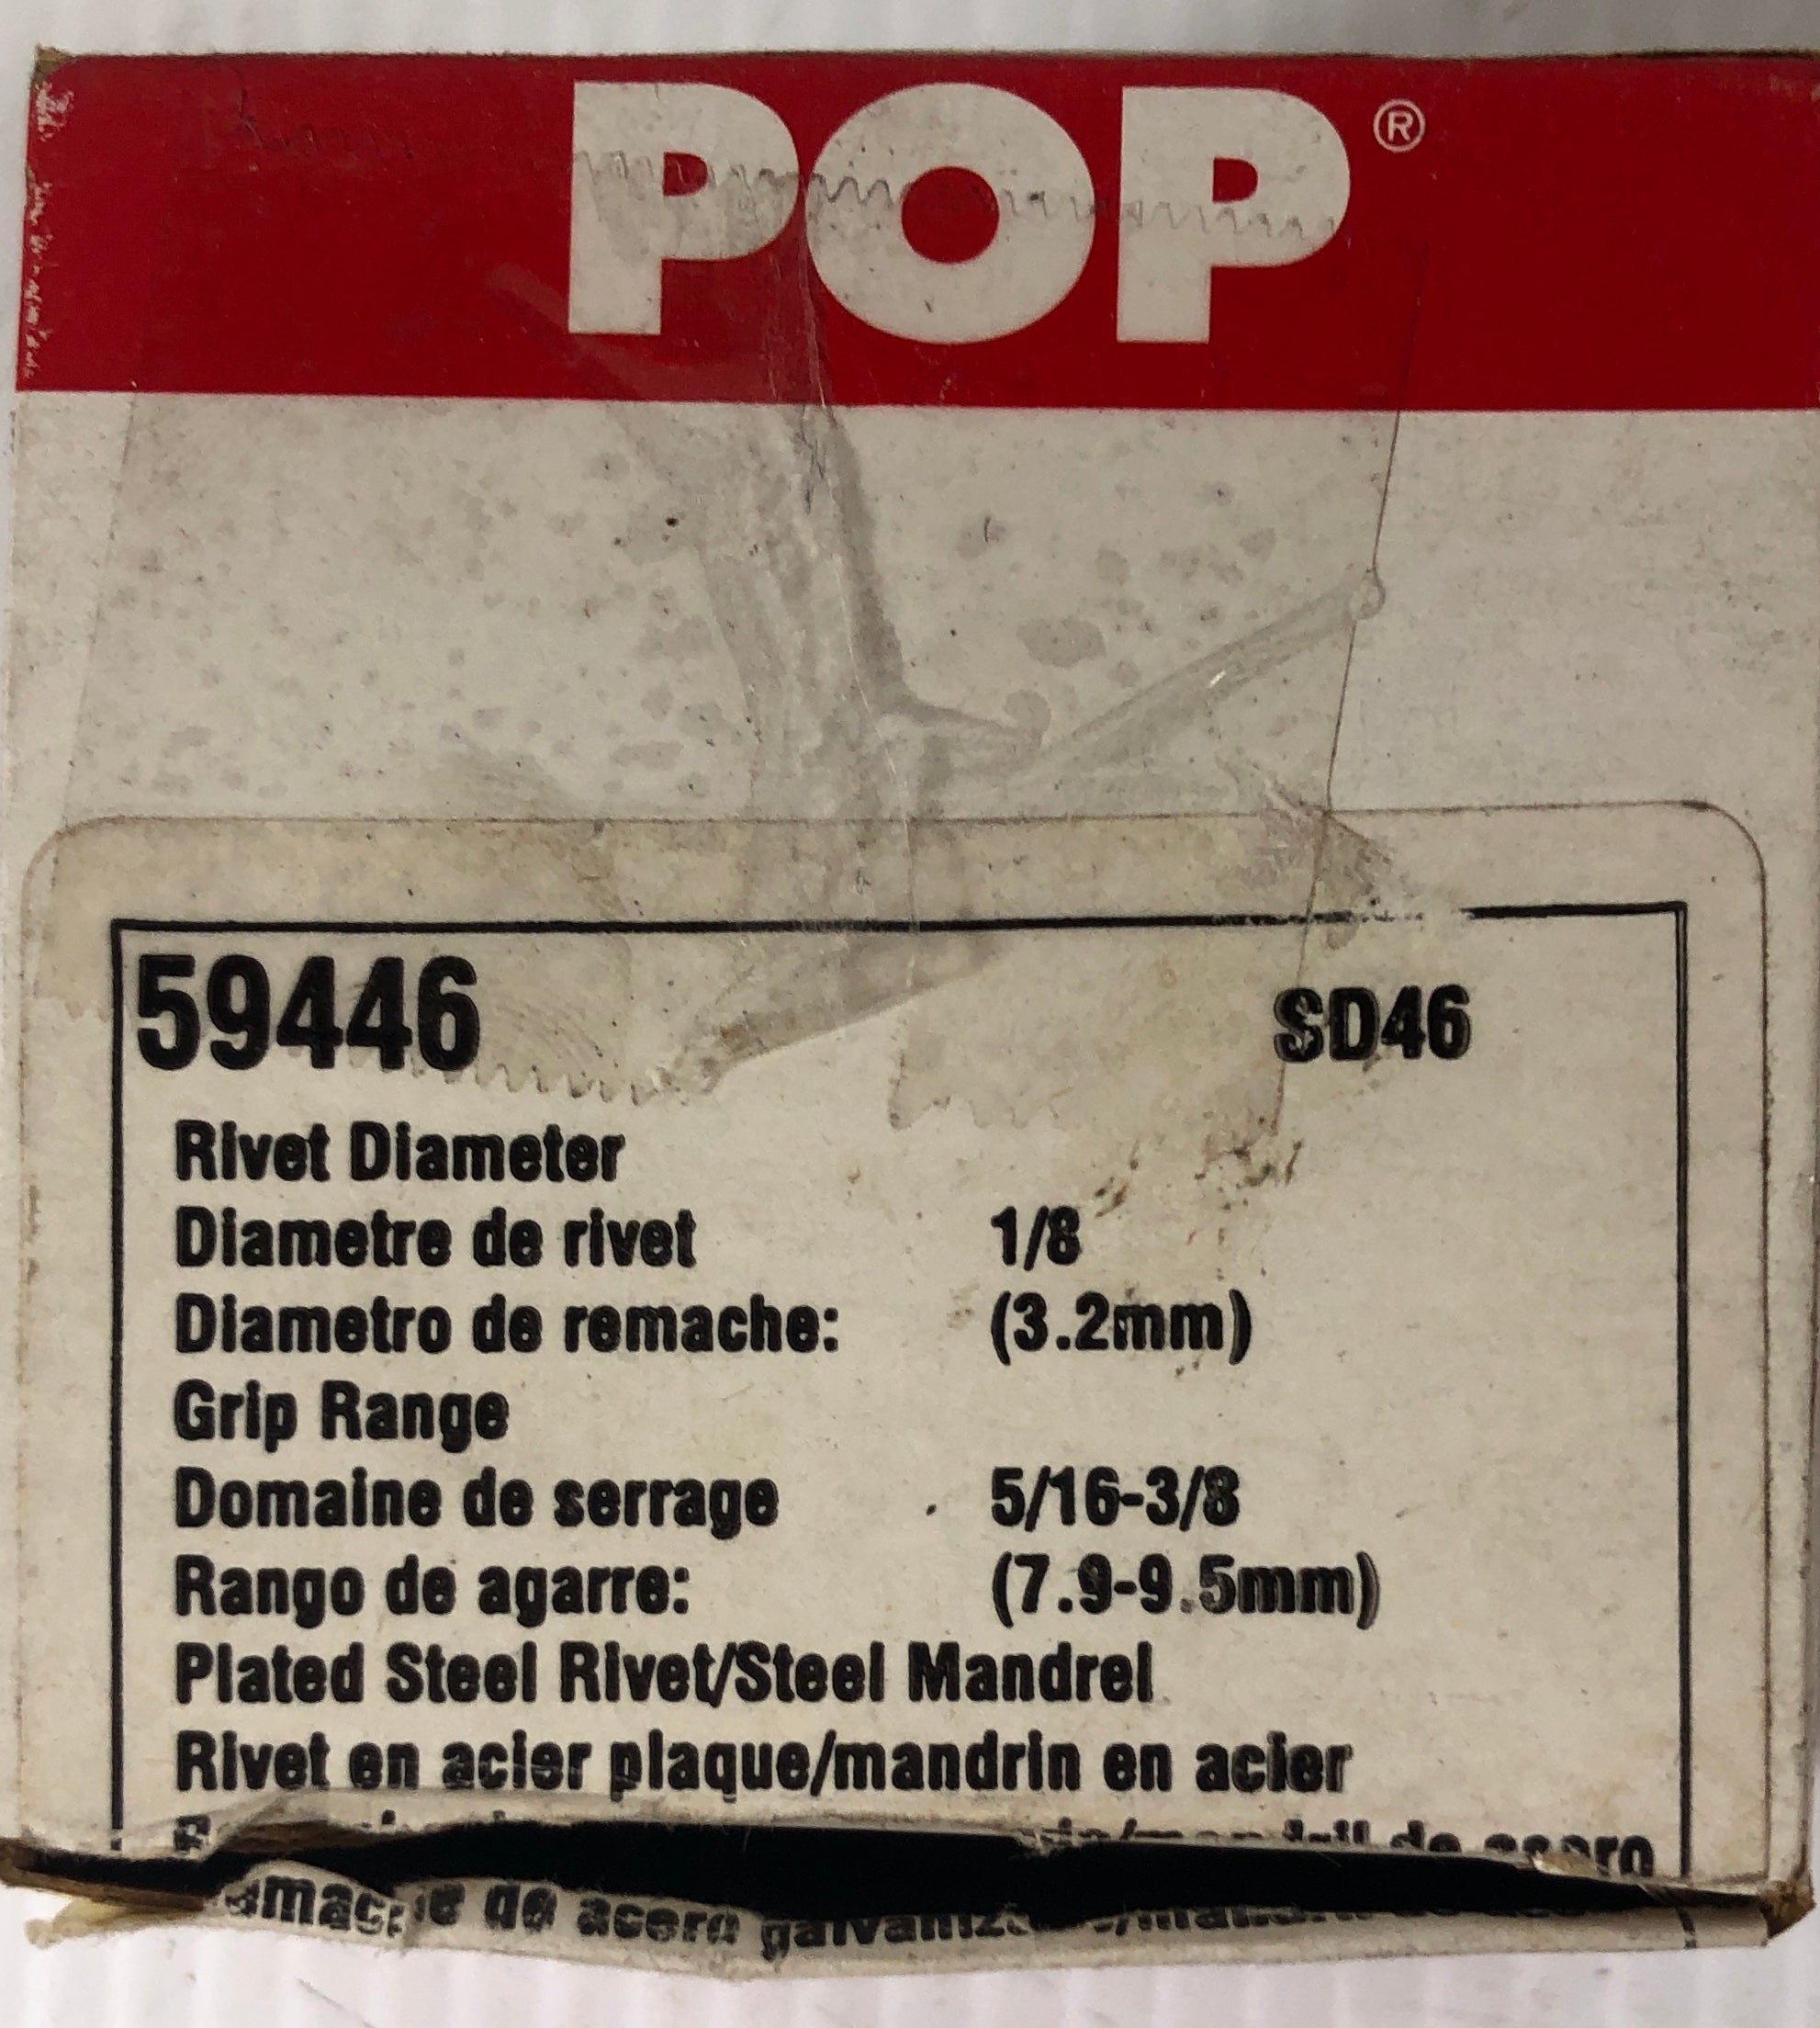 POP®
59446 SD46
Rivet Diameter
Diametre de rivet 1/8
Diametro de remache: (3.2mm)
Grip Range
Domaine de serrage 5/16-3/8
Rango de agarre: (7.9-9.5mm)
Plated Steel Rivet/Steel Mandrel
Rivet en acier plaque/mandrin en acier
de acero